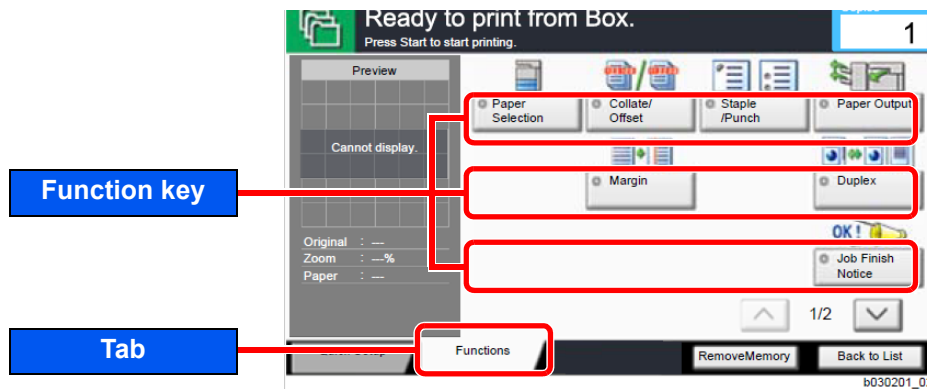 Ready to print from Box.
Press Start to start printing.
1
Preview
Cannot display.
Original : ---
Zoom : ---%
Paper : ---
Paper Selection
Collate/ Offset
Staple /Punch
Paper Output
Margin
Duplex
OK!
Job Finish Notice
1/2
Function key
Tab
Functions
RemoveMemory
Back to List